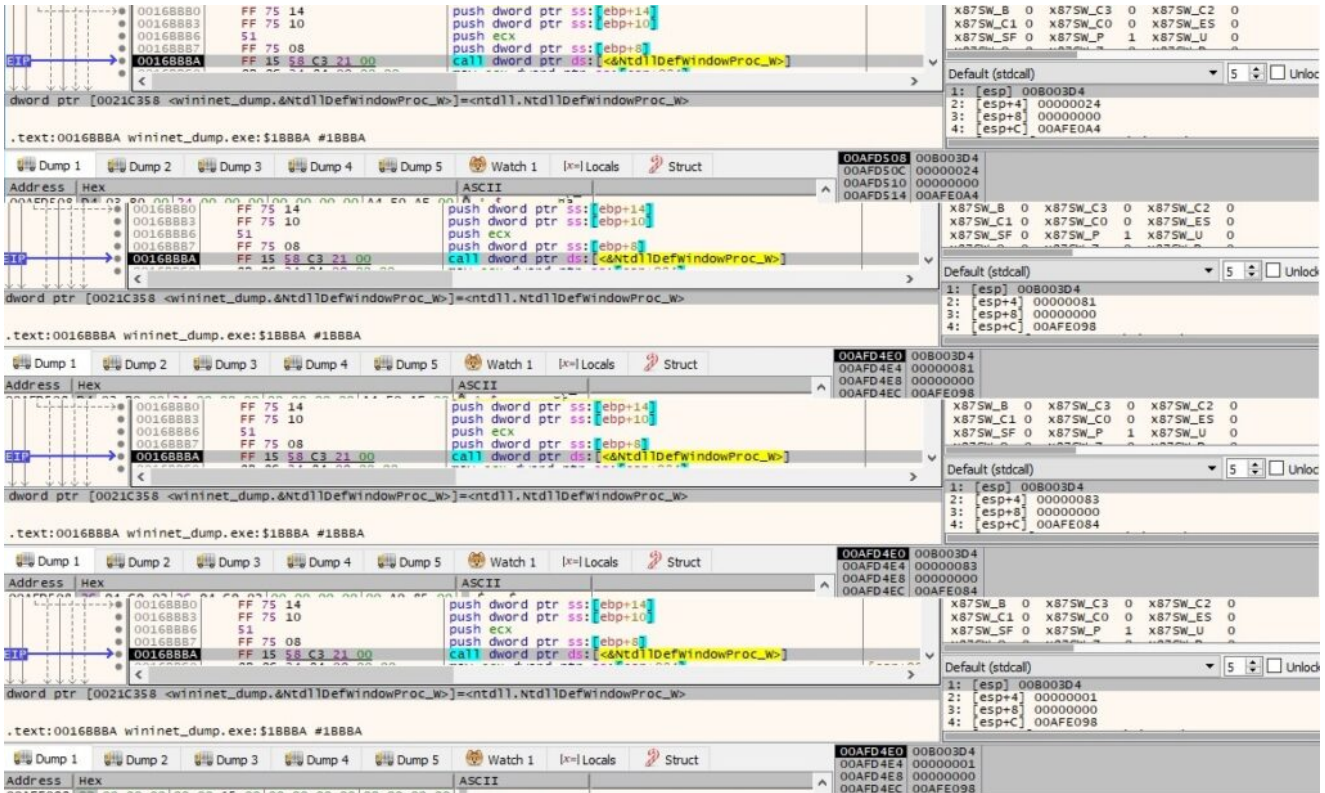 0016BBB0 FF 75 14 push dword ptr ss:[ebp+14]
0016BBB3 FF 75 10 push dword ptr ss:[ebp+10]
0016BBB6 51 push ecx
0016BBB7 FF 75 08 push dword ptr ss:[ebp+8]
EIP 0016BBBA FF 15 58 C3 21 00 call dword ptr ds:[<&NtdllDefWindowProc_W>]
x87SW_B 0 x87SW_C3 0 x87SW_C2 0
x87SW_C1 0 x87SW_C0 0 x87SW_ES 0
x87SW_SF 0 x87SW_P 1 x87SW_U 0
Default (stdcall) 5 Unloc
1: [esp] 00B003D4
2: [esp+4] 00000024
3: [esp+8] 00000000
4: [esp+C] 00AFE0A4
dword ptr [0021C358 <wininet_dump.&NtdllDefWindowProc_W>]=<ntdll.NtdllDefWindowProc_W>
.text:0016BBBA wininet_dump.exe:$1BBBA #1BBBA
Dump 1 Dump 2 Dump 3 Dump 4 Dump 5 Watch 1 [x=] Locals Struct
Address Hex ASCII
00AFD508 00B003D4
00AFD50C 00000024
00AFD510 00000000
00AFD514 00AFE0A4
0016BBB0 FF 75 14 push dword ptr ss:[ebp+14]
0016BBB3 FF 75 10 push dword ptr ss:[ebp+10]
0016BBB6 51 push ecx
0016BBB7 FF 75 08 push dword ptr ss:[ebp+8]
EIP 0016BBBA FF 15 58 C3 21 00 call dword ptr ds:[<&NtdllDefWindowProc_W>]
x87SW_B 0 x87SW_C3 0 x87SW_C2 0
x87SW_C1 0 x87SW_C0 0 x87SW_ES 0
x87SW_SF 0 x87SW_P 1 x87SW_U 0
Default (stdcall) 5 Unlock
1: [esp] 00B003D4
2: [esp+4] 00000081
3: [esp+8] 00000000
4: [esp+C] 00AFE098
dword ptr [0021C358 <wininet_dump.&NtdllDefWindowProc_W>]=<ntdll.NtdllDefWindowProc_W>
.text:0016BBBA wininet_dump.exe:$1BBBA #1BBBA
Dump 1 Dump 2 Dump 3 Dump 4 Dump 5 Watch 1 [x=] Locals Struct
Address Hex ASCII
00AFD4E0 00B003D4
00AFD4E4 00000081
00AFD4E8 00000000
00AFD4EC 00AFE098
0016BBB0 FF 75 14 push dword ptr ss:[ebp+14]
0016BBB3 FF 75 10 push dword ptr ss:[ebp+10]
0016BBB6 51 push ecx
0016BBB7 FF 75 08 push dword ptr ss:[ebp+8]
EIP 0016BBBA FF 15 58 C3 21 00 call dword ptr ds:[<&NtdllDefWindowProc_W>]
x87SW_B 0 x87SW_C3 0 x87SW_C2 0
x87SW_C1 0 x87SW_C0 0 x87SW_ES 0
x87SW_SF 0 x87SW_P 1 x87SW_U 0
Default (stdcall) 5 Unloc
1: [esp] 00B003D4
2: [esp+4] 00000083
3: [esp+8] 00000000
4: [esp+C] 00AFE084
dword ptr [0021C358 <wininet_dump.&NtdllDefWindowProc_W>]=<ntdll.NtdllDefWindowProc_W>
.text:0016BBBA wininet_dump.exe:$1BBBA #1BBBA
Dump 1 Dump 2 Dump 3 Dump 4 Dump 5 Watch 1 [x=] Locals Struct
Address Hex ASCII
00AFD4E0 00B003D4
00AFD4E4 00000083
00AFD4E8 00000000
00AFD4EC 00AFE084
0016BBB0 FF 75 14 push dword ptr ss:[ebp+14]
0016BBB3 FF 75 10 push dword ptr ss:[ebp+10]
0016BBB6 51 push ecx
0016BBB7 FF 75 08 push dword ptr ss:[ebp+8]
EIP 0016BBBA FF 15 58 C3 21 00 call dword ptr ds:[<&NtdllDefWindowProc_W>]
x87SW_B 0 x87SW_C3 0 x87SW_C2 0
x87SW_C1 0 x87SW_C0 0 x87SW_ES 0
x87SW_SF 0 x87SW_P 1 x87SW_U 0
Default (stdcall) 5 Unlock
1: [esp] 00B003D4
2: [esp+4] 00000001
3: [esp+8] 00000000
4: [esp+C] 00AFE098
dword ptr [0021C358 <wininet_dump.&NtdllDefWindowProc_W>]=<ntdll.NtdllDefWindowProc_W>
.text:0016BBBA wininet_dump.exe:$1BBBA #1BBBA
Dump 1 Dump 2 Dump 3 Dump 4 Dump 5 Watch 1 [x=] Locals Struct
Address Hex ASCII
00AFD4E0 00B003D4
00AFD4E4 00000001
00AFD4E8 00000000
00AFD4EC 00AFE098